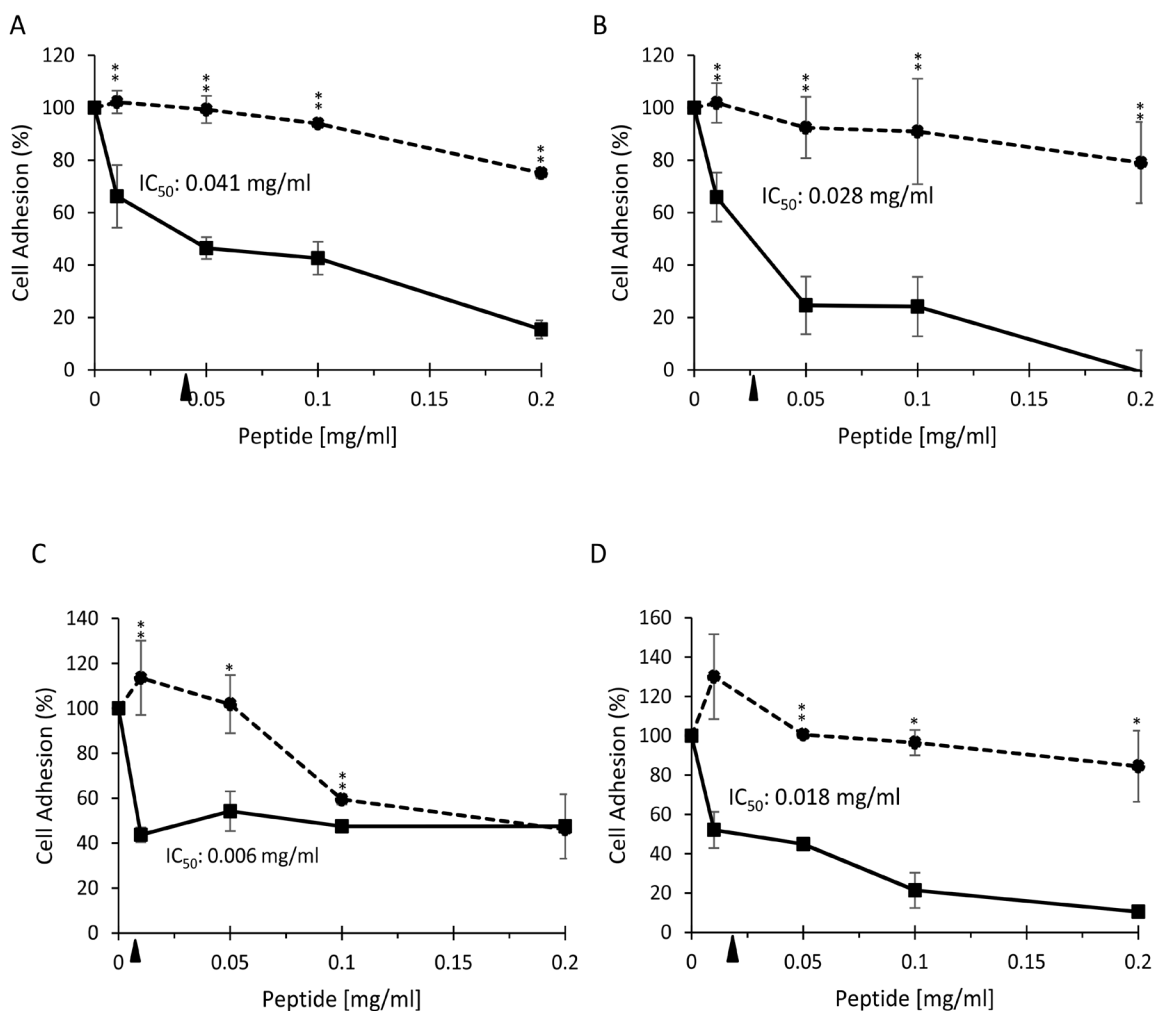 A
120
100
80
60
40
20
0
Cell Adhesion (%)
** ** ** **
IC50: 0.041 mg/ml
0 0.05 0.1 0.15 0.2
Peptide [mg/ml]
B
120
100
80
60
40
20
0
Cell Adhesion (%)
** ** ** **
IC50: 0.028 mg/ml
0 0.05 0.1 0.15 0.2
Peptide [mg/ml]
C
140
120
100
80
60
40
20
0
Cell Adhesion (%)
** * **
IC50: 0.006 mg/ml
0 0.05 0.1 0.15 0.2
Peptide [mg/ml]
D
160
140
120
100
80
60
40
20
0
Cell Adhesion (%)
** * *
IC50: 0.018 mg/ml
0 0.05 0.1 0.15 0.2
Peptide [mg/ml]